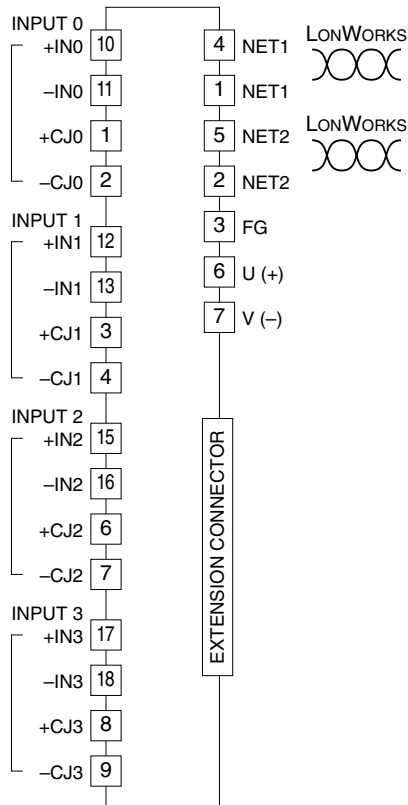 INPUT 0
+IN0 10
–IN0 11
+CJ0 1
–CJ0 2
INPUT 1
+IN1 12
–IN1 13
+CJ1 3
–CJ1 4
INPUT 2
+IN2 15
–IN2 16
+CJ2 6
–CJ2 7
INPUT 3
+IN3 17
–IN3 18
+CJ3 8
–CJ3 9
4 NET1 LONWORKS
1 NET1
5 NET2 LONWORKS
2 NET2
3 FG
6 U (+)
7 V (–)
EXTENSION CONNECTOR